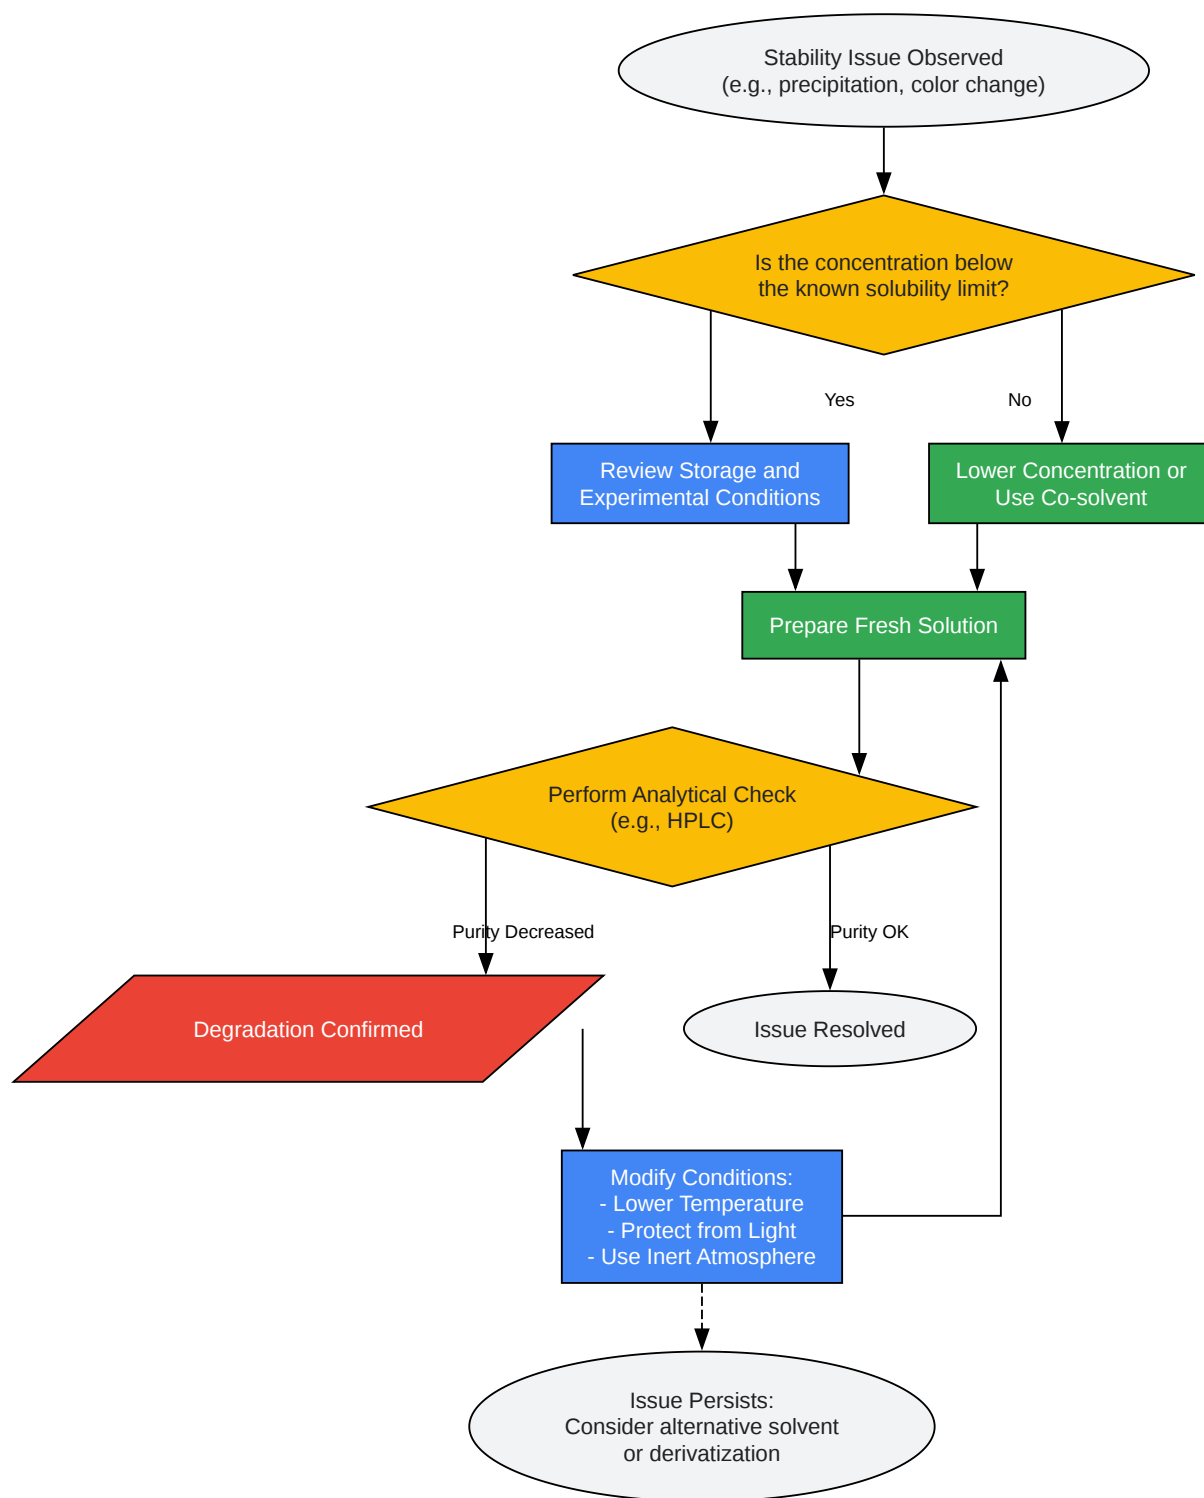 Stability Issue Observed
(e.g., precipitation, color change)
Is the concentration below
the known solubility limit?
Yes
No
Review Storage and
Experimental Conditions
Lower Concentration or
Use Co-solvent
Prepare Fresh Solution
Perform Analytical Check
(e.g., HPLC)
Purity Decreased
Purity OK
Degradation Confirmed
Issue Resolved
Modify Conditions:
- Lower Temperature
- Protect from Light
- Use Inert Atmosphere
Issue Persists:
Consider alternative solvent
or derivatization